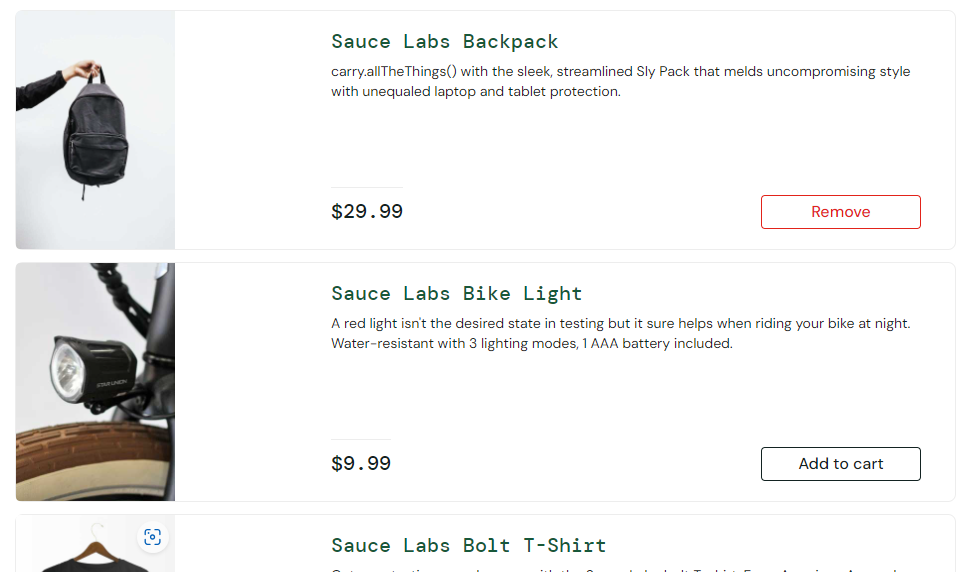 Sauce Labs Backpack
carry.allTheThings() with the sleek, streamlined Sly Pack that melds uncompromising style
with unequaled laptop and tablet protection.
$29.99
Remove
Sauce Labs Bike Light
A red light isn't the desired state in testing but it sure helps when riding your bike at night.
Water-resistant with 3 lighting modes, 1 AAA battery included.
$9.99
Add to cart
Sauce Labs Bolt T-Shirt